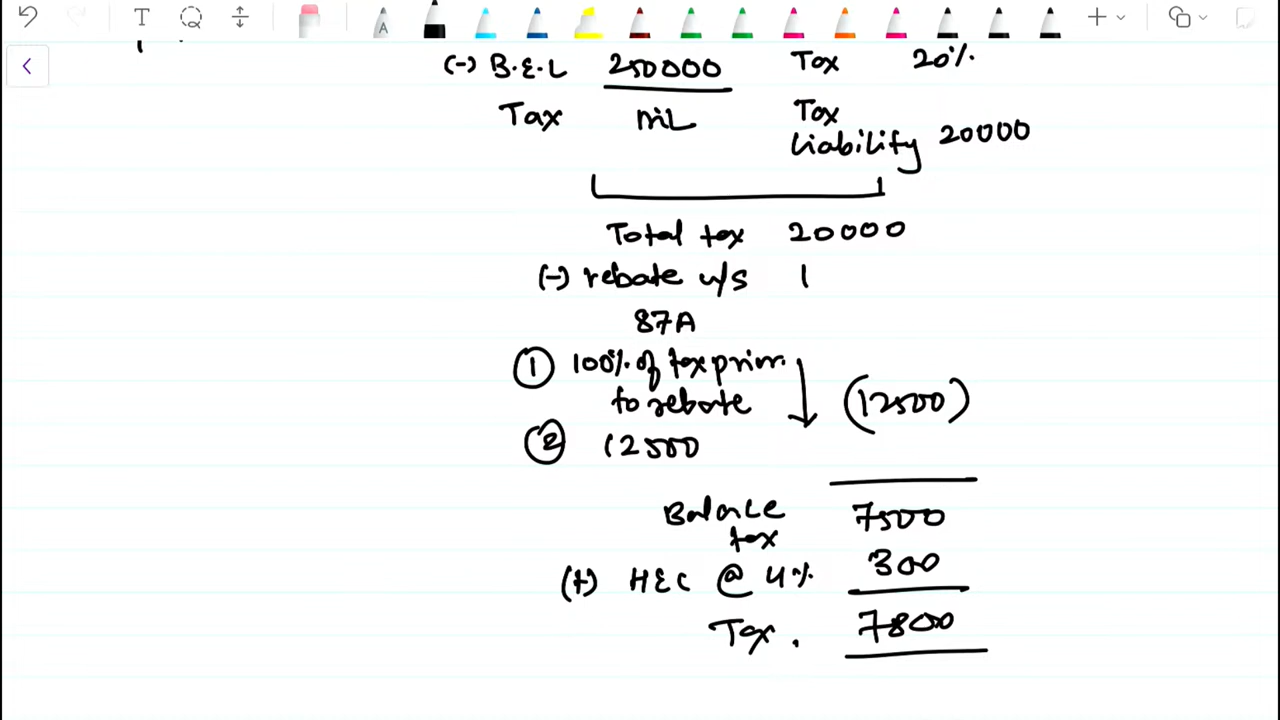 (-) B.E.L 250000 Tax 20%
Tax NIL Tax
Liability 20000
Total tax 20000
(-) rebate u/s
87A
① 100% of tax prior
to rebate (12500)
② 12500
Balance 7500
tax
(+) HEC @ 4% 300
Tax. 7800